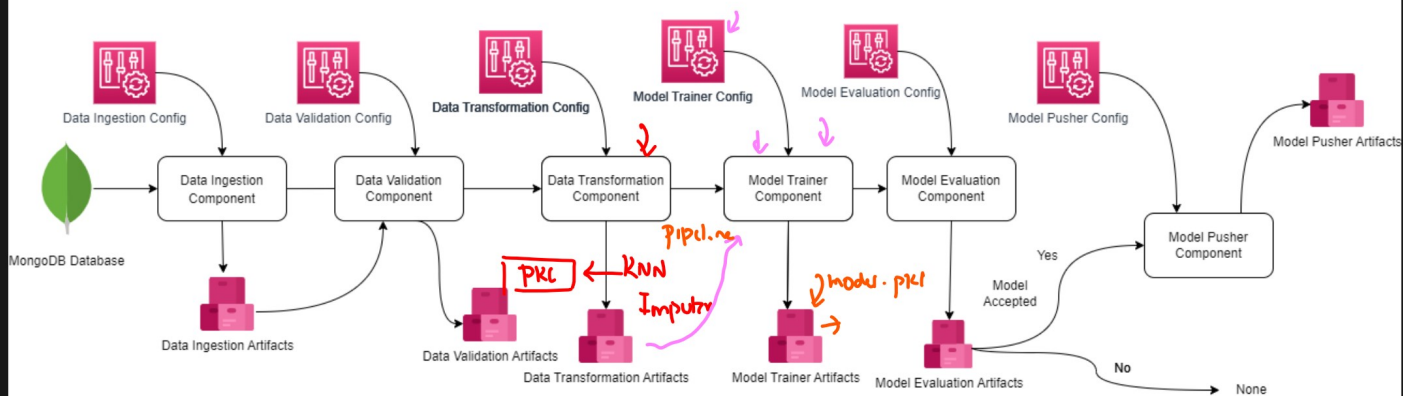 Data Ingestion Config
Data Validation Config
Data Transformation Config
Model Trainer Config
Model Evaluation Config
Model Pusher Config
Model Pusher Artifacts
MongoDB Database
Data Ingestion
Component
Data Validation
Component
Data Transformation
Component
Model Trainer
Component
Model Evaluation
Component
Model Pusher
Component
Pipeline
PKL
KNN
Imputer
model.pkl
Yes
Model
Accepted
No
None
Data Ingestion Artifacts
Data Validation Artifacts
Data Transformation Artifacts
Model Trainer Artifacts
Model Evaluation Artifacts